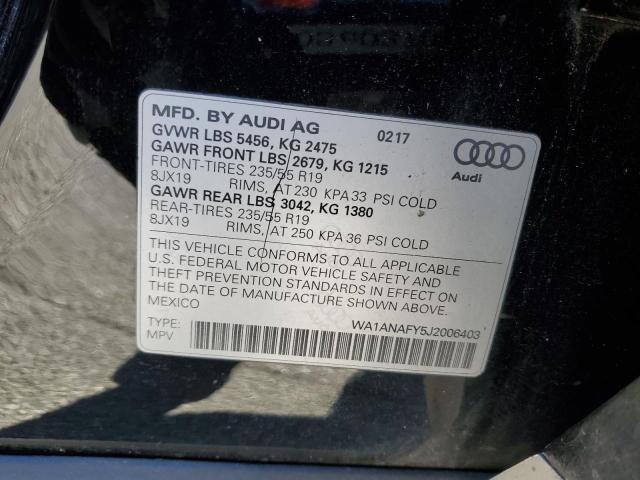 MFD. BY AUDI AG 0217
GVWR LBS 5456, KG 2475
GAWR FRONT LBS 2679, KG 1215
FRONT-TIRES 235/55 R19
8JX19 RIMS, AT 230 KPA 33 PSI COLD
GAWR REAR LBS 3042, KG 1380
REAR-TIRES 235/55 R19
8JX19 RIMS, AT 250 KPA 36 PSI COLD
Audi
THIS VEHICLE CONFORMS TO ALL APPLICABLE
U.S. FEDERAL MOTOR VEHICLE SAFETY AND
THEFT PREVENTION STANDARDS IN EFFECT ON
THE DATE OF MANUFACTURE SHOWN ABOVE.
MEXICO
TYPE: WA1ANAFY5J2006403
MPV